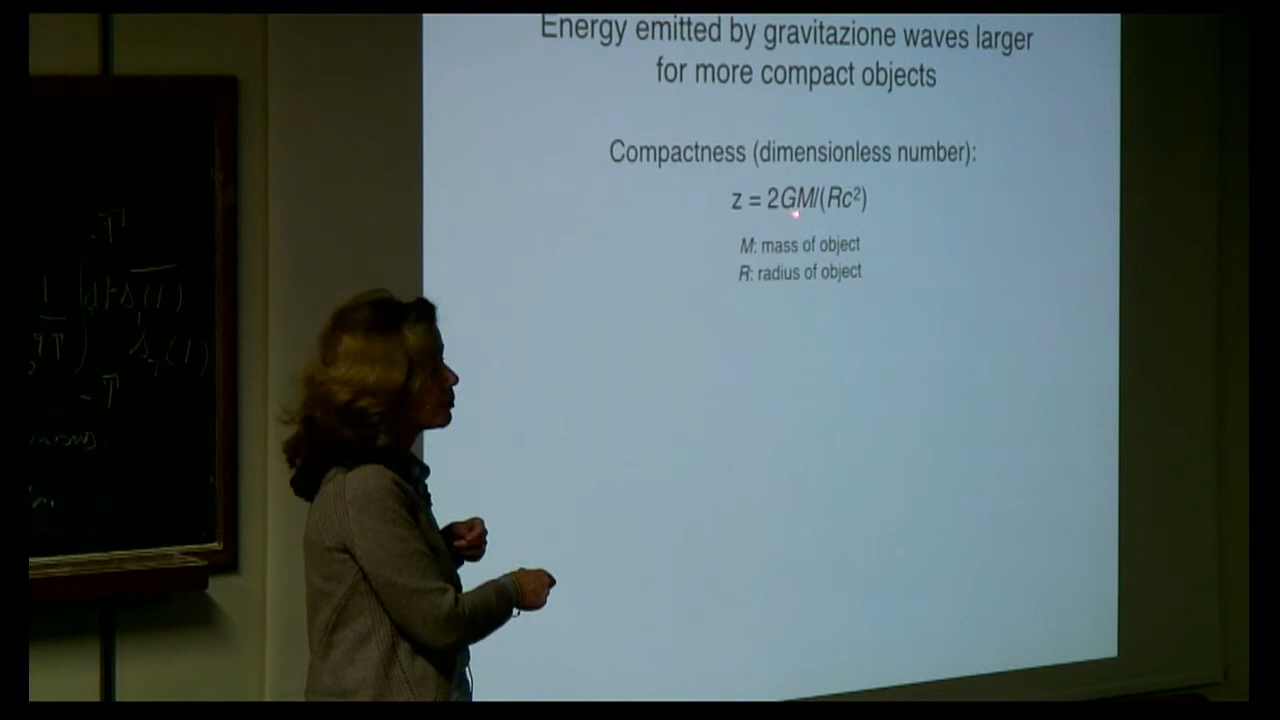 Energy emitted by gravitazione waves larger
for more compact objects
Compactness (dimensionless number):
z = 2GM/(Rc²)
M: mass of object
R: radius of object